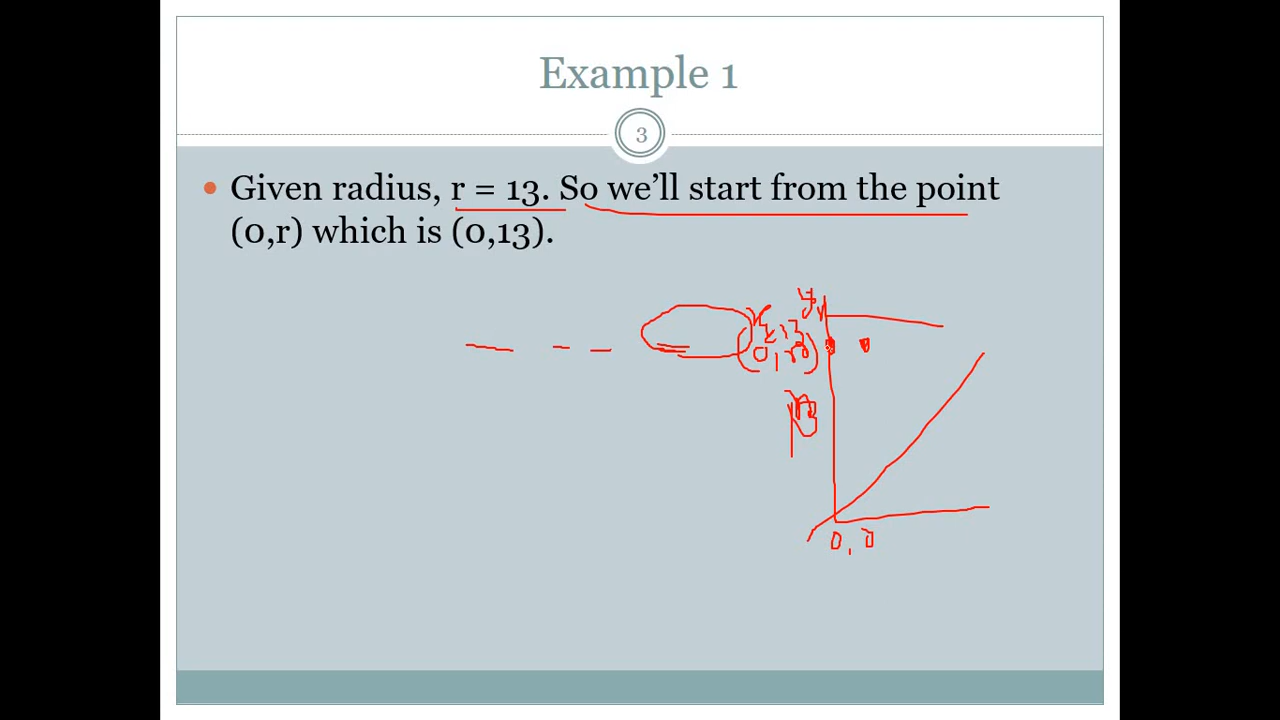 Example 1
3
Given radius, r = 13. So we'll start from the point
(0,r) which is (0,13).
y
(0, r)
0, 0